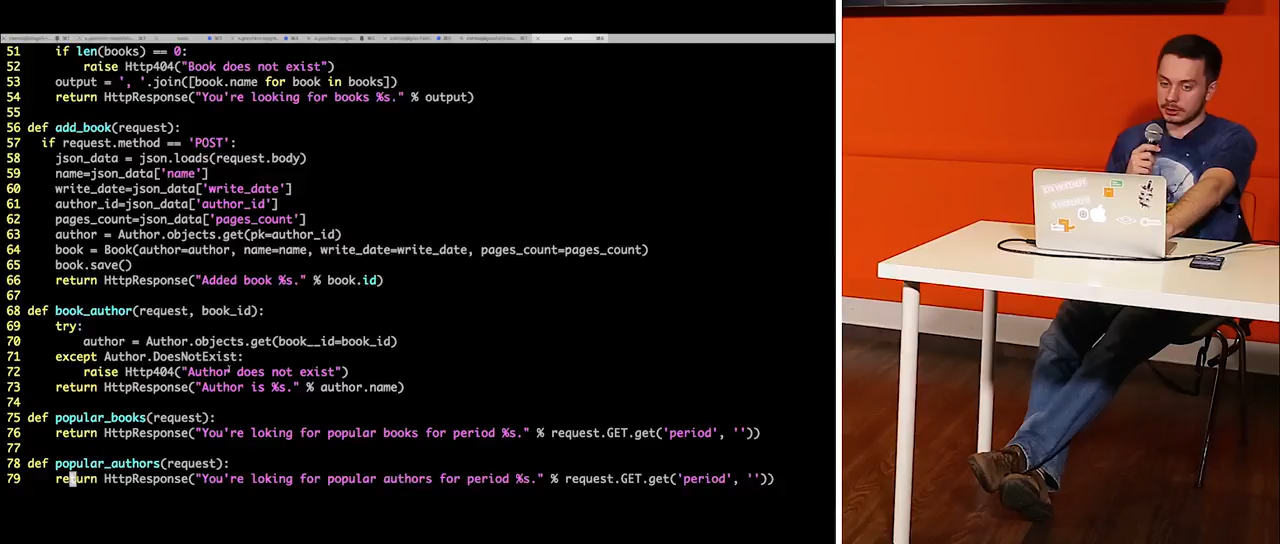 51 if len(books) == 0:
52 raise Http404("Book does not exist")
53 output = ', '.join([book.name for book in books])
54 return HttpResponse("You're looking for books %s." % output)
55
56 def add_book(request):
57 if request.method == 'POST':
58 json_data = json.loads(request.body)
59 name=json_data['name']
60 write_date=json_data['write_date']
61 author_id=json_data['author_id']
62 pages_count=json_data['pages_count']
63 author = Author.objects.get(pk=author_id)
64 book = Book(author=author, name=name, write_date=write_date, pages_count=pages_count)
65 book.save()
66 return HttpResponse("Added book %s." % book.id)
67
68 def book_author(request, book_id):
69 try:
70 author = Author.objects.get(book__id=book_id)
71 except Author.DoesNotExist:
72 raise Http404("Author does not exist")
73 return HttpResponse("Author is %s." % author.name)
74
75 def popular_books(request):
76 return HttpResponse("You're loking for popular books for period %s." % request.GET.get('period', ''))
77
78 def popular_authors(request):
79 return HttpResponse("You're loking for popular authors for period %s." % request.GET.get('period', ''))